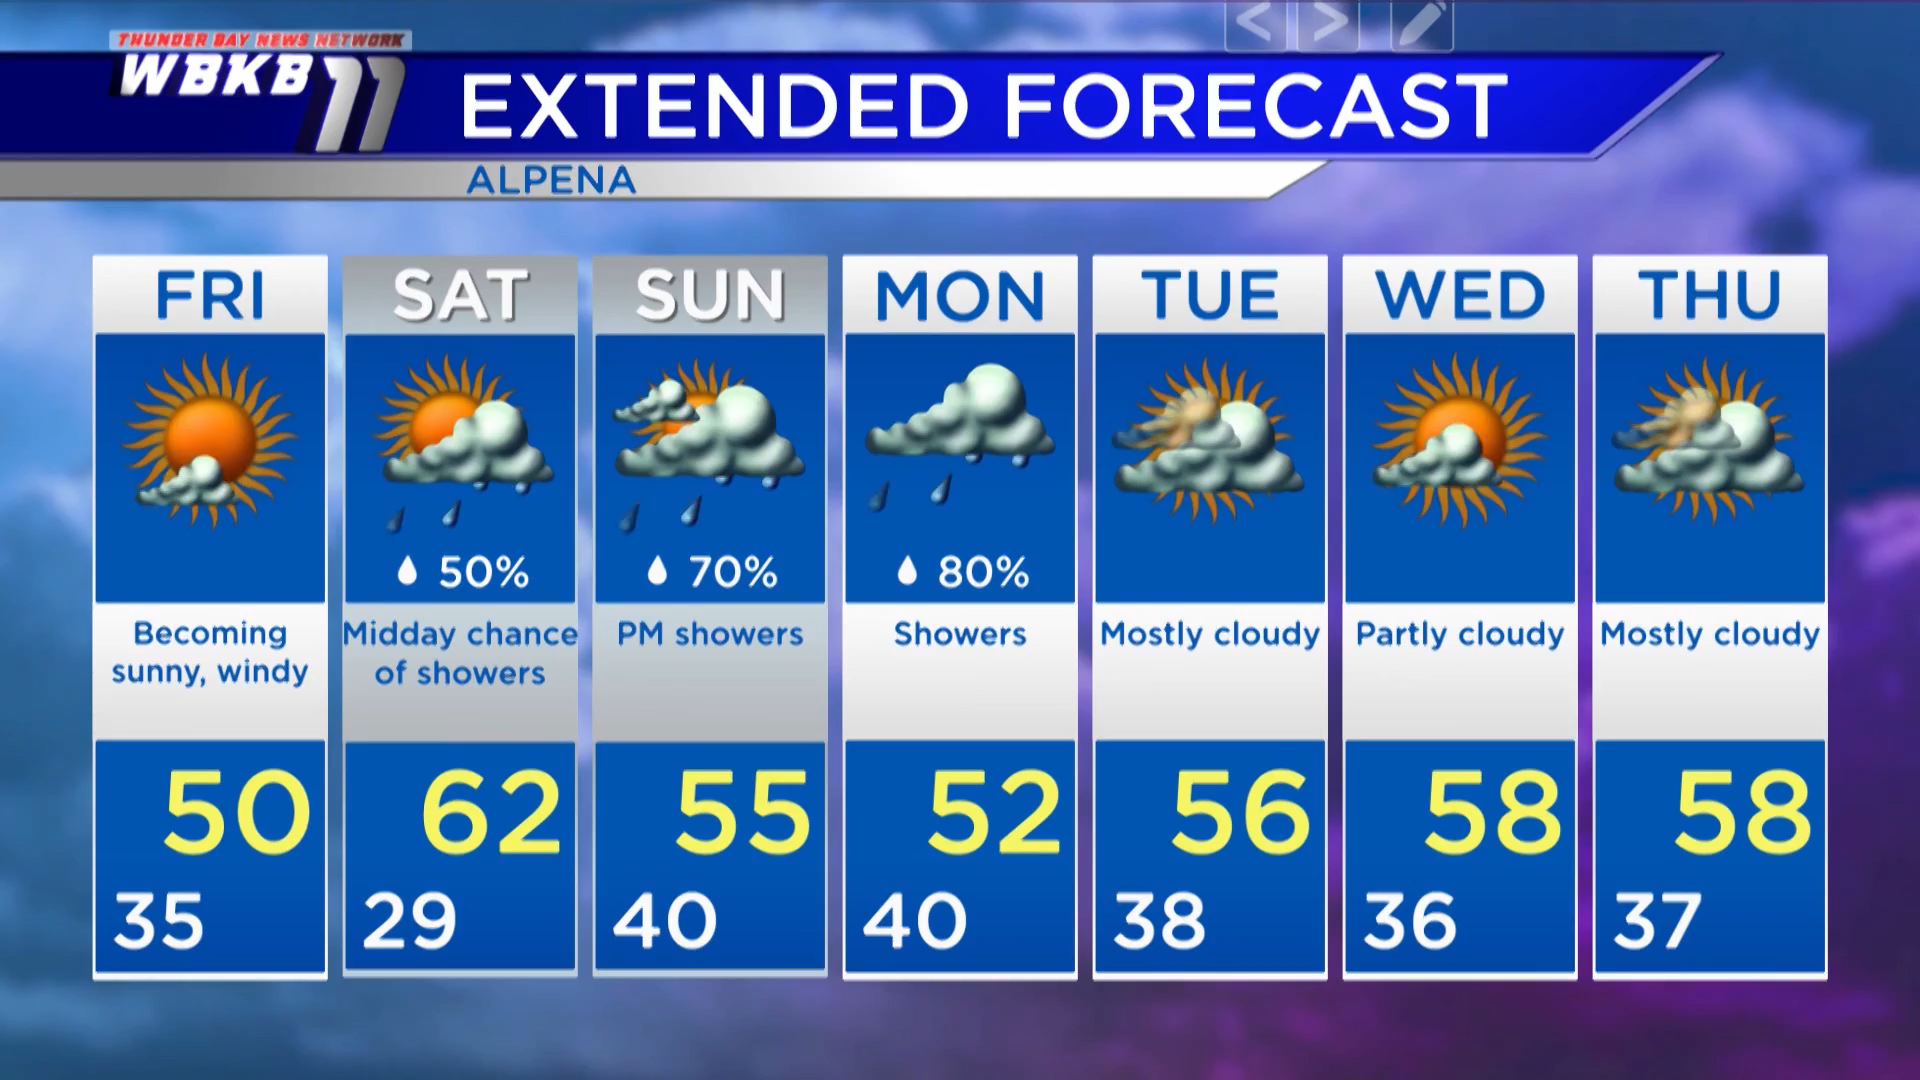 THUNDER BAY NEWS NETWORK
WBKB 11
EXTENDED FORECAST
ALPENA
FRI
SAT
SUN
MON
TUE
WED
THU
50%
70%
80%
Becoming
sunny, windy
Midday chance
of showers
PM showers
Showers
Mostly cloudy
Partly cloudy
Mostly cloudy
50
62
55
52
56
58
58
35
29
40
40
38
36
37